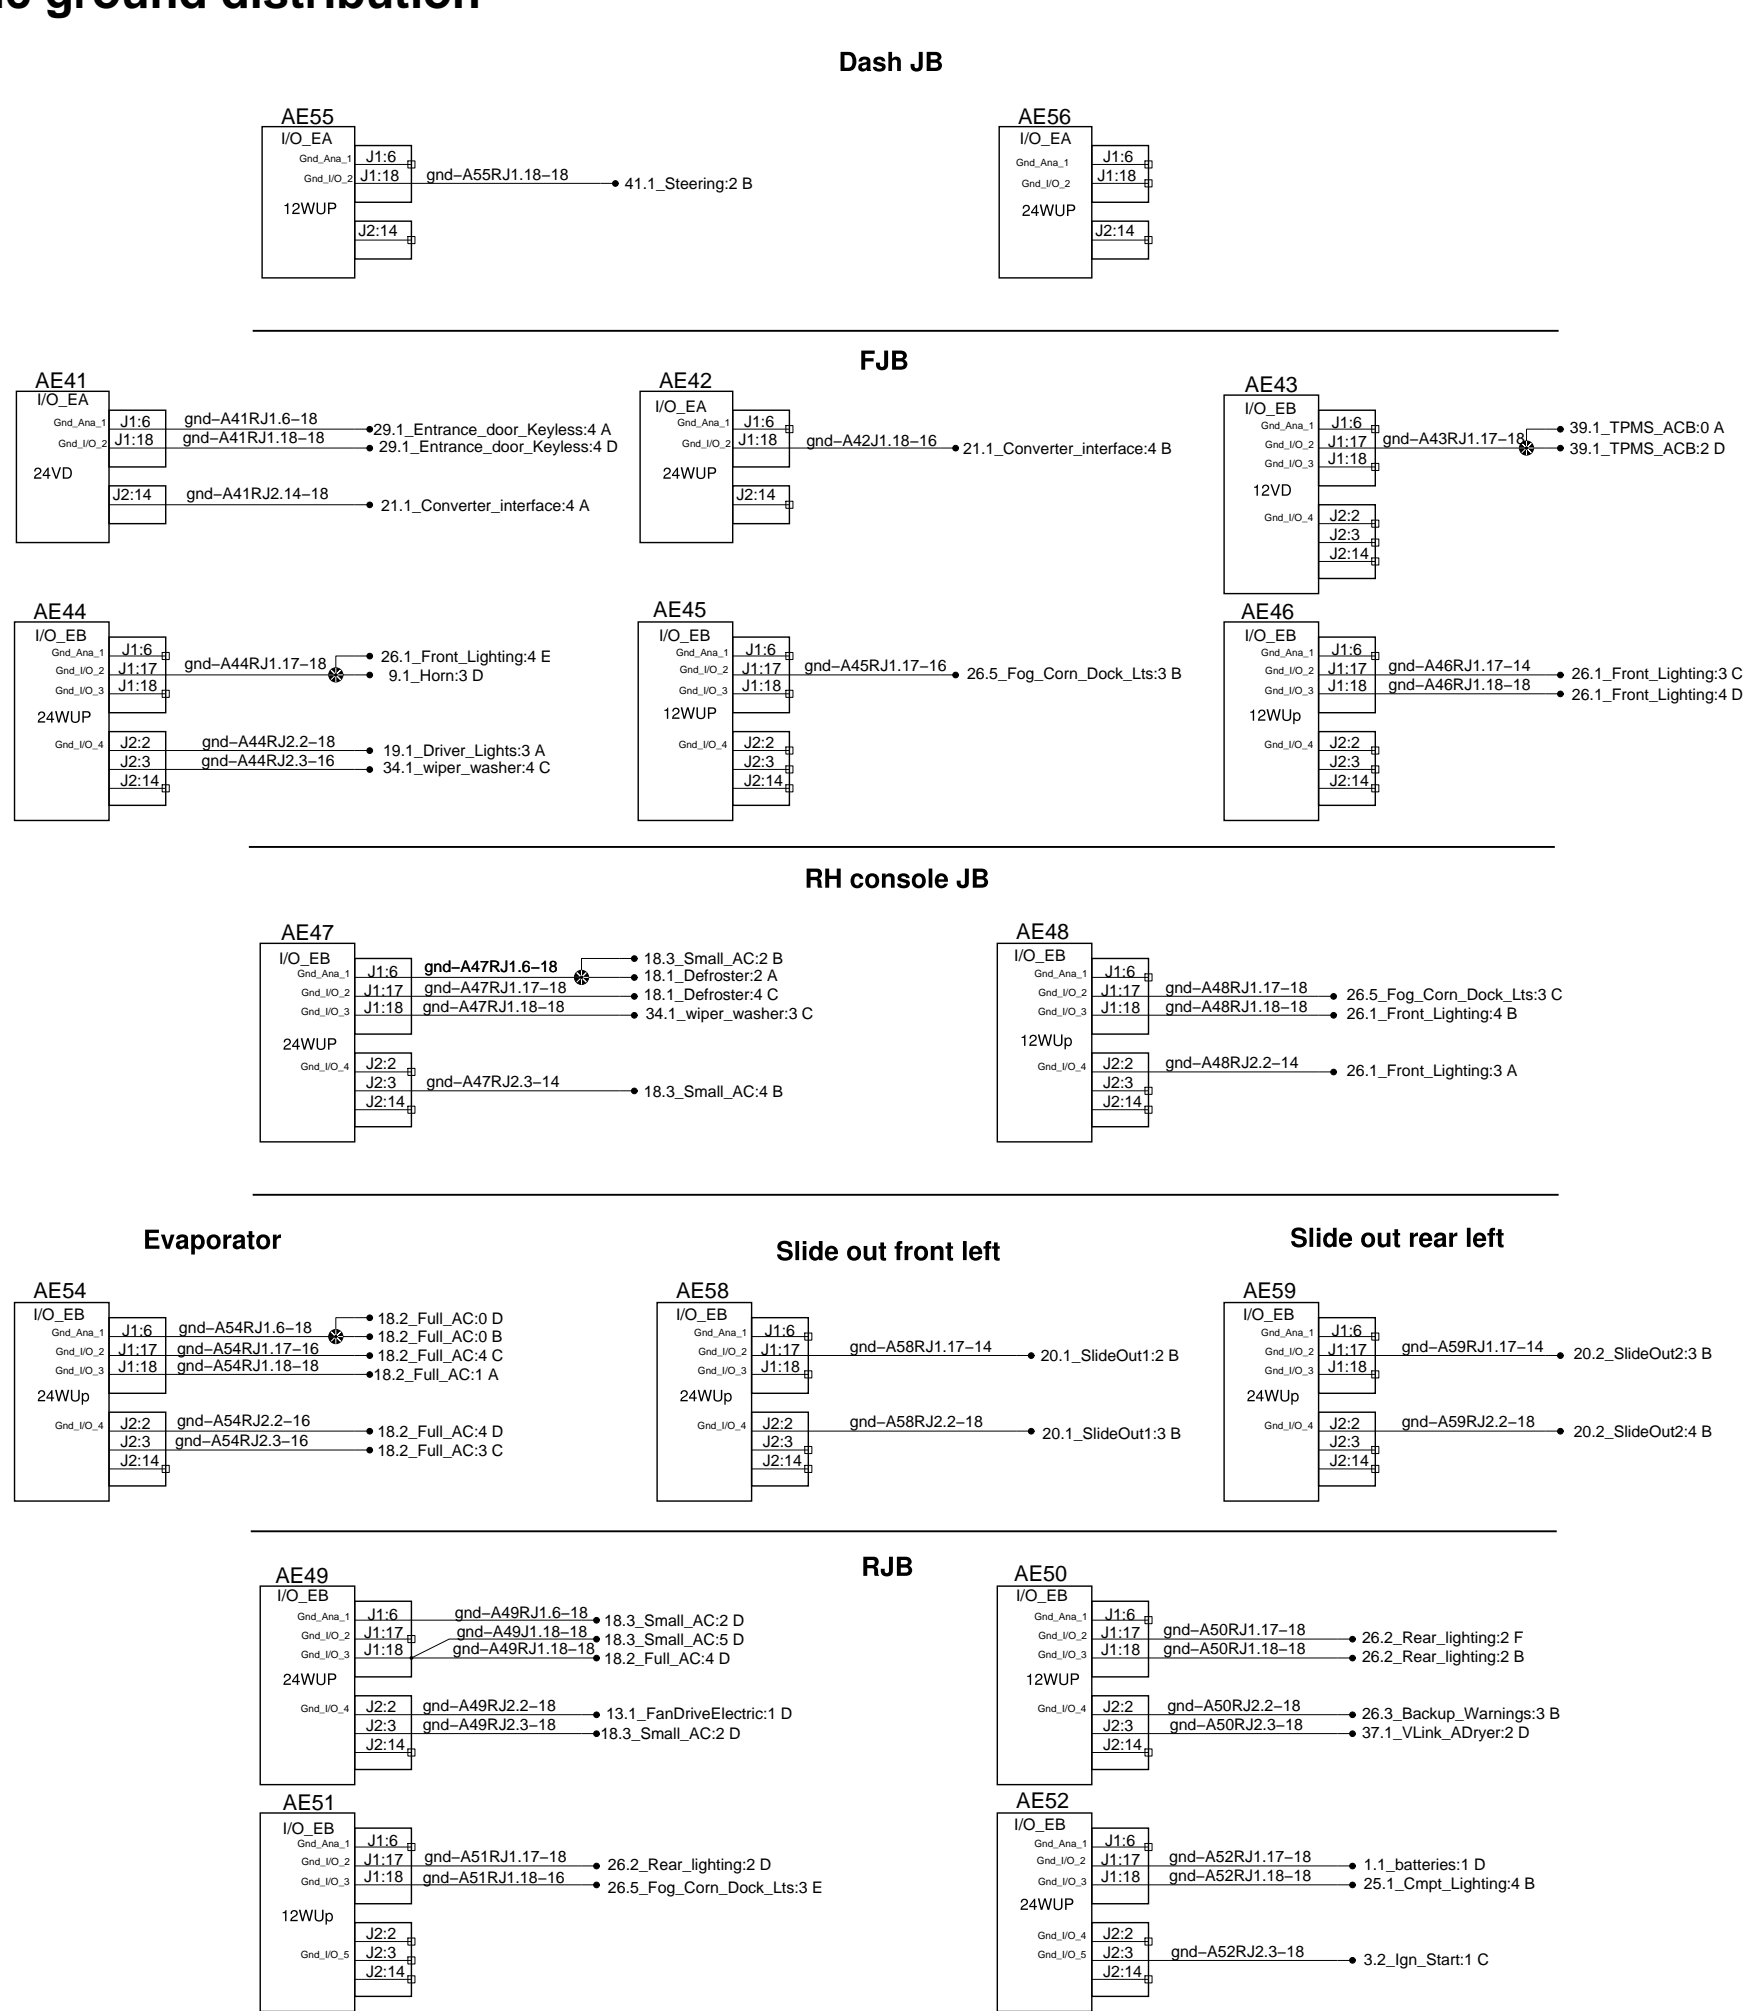 ground distribution
Dash JB
AE55
I/O_EA
Gnd_Ana_1 J1:6
Gnd_I/O_2 J1:18 gnd–A55RJ1.18–18 41.1_Steering:2 B
12WUP
J2:14
AE56
I/O_EA
Gnd_Ana_1 J1:6
Gnd_I/O_2 J1:18
24WUP
J2:14
FJB
AE41
I/O_EA
Gnd_Ana_1 J1:6 gnd–A41RJ1.6–18 29.1_Entrance_door_Keyless:4 A
Gnd_I/O_2 J1:18 gnd–A41RJ1.18–18 29.1_Entrance_door_Keyless:4 D
24VD
J2:14 gnd–A41RJ2.14–18 21.1_Converter_interface:4 A
AE42
I/O_EA
Gnd_Ana_1 J1:6
Gnd_I/O_2 J1:18 gnd–A42J1.18–16 21.1_Converter_interface:4 B
24WUP
J2:14
AE43
I/O_EB
Gnd_Ana_1 J1:6 39.1_TPMS_ACB:0 A
Gnd_I/O_2 J1:17 gnd–A43RJ1.17–18 39.1_TPMS_ACB:2 D
Gnd_I/O_3 J1:18
12VD
Gnd_I/O_4 J2:2
J2:3
J2:14
AE44
I/O_EB
Gnd_Ana_1 J1:6 26.1_Front_Lighting:4 E
Gnd_I/O_2 J1:17 gnd–A44RJ1.17–18 9.1_Horn:3 D
Gnd_I/O_3 J1:18
24WUP
Gnd_I/O_4 J2:2 gnd–A44RJ2.2–18 19.1_Driver_Lights:3 A
J2:3 gnd–A44RJ2.3–16 34.1_wiper_washer:4 C
J2:14
AE45
I/O_EB
Gnd_Ana_1 J1:6
Gnd_I/O_2 J1:17 gnd–A45RJ1.17–16 26.5_Fog_Corn_Dock_Lts:3 B
Gnd_I/O_3 J1:18
12WUP
Gnd_I/O_4 J2:2
J2:3
J2:14
AE46
I/O_EB
Gnd_Ana_1 J1:6
Gnd_I/O_2 J1:17 gnd–A46RJ1.17–14 26.1_Front_Lighting:3 C
Gnd_I/O_3 J1:18 gnd–A46RJ1.18–18 26.1_Front_Lighting:4 D
12WUp
Gnd_I/O_4 J2:2
J2:3
J2:14
RH console JB
AE47
I/O_EB 18.3_Small_AC:2 B
Gnd_Ana_1 J1:6 gnd–A47RJ1.6–18 18.1_Defroster:2 A
Gnd_I/O_2 J1:17 gnd–A47RJ1.17–18 18.1_Defroster:4 C
Gnd_I/O_3 J1:18 gnd–A47RJ1.18–18 34.1_wiper_washer:3 C
24WUP
Gnd_I/O_4 J2:2
J2:3 gnd–A47RJ2.3–14 18.3_Small_AC:4 B
J2:14
AE48
I/O_EB
Gnd_Ana_1 J1:6
Gnd_I/O_2 J1:17 gnd–A48RJ1.17–18 26.5_Fog_Corn_Dock_Lts:3 C
Gnd_I/O_3 J1:18 gnd–A48RJ1.18–18 26.1_Front_Lighting:4 B
12WUp
Gnd_I/O_4 J2:2 gnd–A48RJ2.2–14 26.1_Front_Lighting:3 A
J2:3
J2:14
Evaporator
AE54
I/O_EB 18.2_Full_AC:0 D
Gnd_Ana_1 J1:6 gnd–A54RJ1.6–18 18.2_Full_AC:0 B
Gnd_I/O_2 J1:17 gnd–A54RJ1.17–16 18.2_Full_AC:4 C
Gnd_I/O_3 J1:18 gnd–A54RJ1.18–18 18.2_Full_AC:1 A
24WUp
Gnd_I/O_4 J2:2 gnd–A54RJ2.2–16 18.2_Full_AC:4 D
J2:3 gnd–A54RJ2.3–16 18.2_Full_AC:3 C
J2:14
Slide out front left
AE58
I/O_EB
Gnd_Ana_1 J1:6
Gnd_I/O_2 J1:17 gnd–A58RJ1.17–14 20.1_SlideOut1:2 B
Gnd_I/O_3 J1:18
24WUp
Gnd_I/O_4 J2:2 gnd–A58RJ2.2–18 20.1_SlideOut1:3 B
J2:3
J2:14
Slide out rear left
AE59
I/O_EB
Gnd_Ana_1 J1:6
Gnd_I/O_2 J1:17 gnd–A59RJ1.17–14 20.2_SlideOut2:3 B
Gnd_I/O_3 J1:18
24WUp
Gnd_I/O_4 J2:2 gnd–A59RJ2.2–18 20.2_SlideOut2:4 B
J2:3
J2:14
RJB
AE49
I/O_EB
Gnd_Ana_1 J1:6 gnd–A49RJ1.6–18 18.3_Small_AC:2 D
Gnd_I/O_2 J1:17 gnd–A49J1.18–18 18.3_Small_AC:5 D
Gnd_I/O_3 J1:18 gnd–A49RJ1.18–18 18.2_Full_AC:4 D
24WUP
Gnd_I/O_4 J2:2 gnd–A49RJ2.2–18 13.1_FanDriveElectric:1 D
J2:3 gnd–A49RJ2.3–18 18.3_Small_AC:2 D
J2:14
AE50
I/O_EB
Gnd_Ana_1 J1:6
Gnd_I/O_2 J1:17 gnd–A50RJ1.17–18 26.2_Rear_lighting:2 F
Gnd_I/O_3 J1:18 gnd–A50RJ1.18–18 26.2_Rear_lighting:2 B
12WUP
Gnd_I/O_4 J2:2 gnd–A50RJ2.2–18 26.3_Backup_Warnings:3 B
J2:3 gnd–A50RJ2.3–18 37.1_VLink_ADryer:2 D
J2:14
AE51
I/O_EB
Gnd_Ana_1 J1:6
Gnd_I/O_2 J1:17 gnd–A51RJ1.17–18 26.2_Rear_lighting:2 D
Gnd_I/O_3 J1:18 gnd–A51RJ1.18–16 26.5_Fog_Corn_Dock_Lts:3 E
12WUp
J2:2
Gnd_I/O_5 J2:3
J2:14
AE52
I/O_EB
Gnd_Ana_1 J1:6
Gnd_I/O_2 J1:17 gnd–A52RJ1.17–18 1.1_batteries:1 D
Gnd_I/O_3 J1:18 gnd–A52RJ1.18–18 25.1_Cmpt_Lighting:4 B
24WUP
Gnd_I/O_4 J2:2
Gnd_I/O_5 J2:3 gnd–A52RJ2.3–18 3.2_Ign_Start:1 C
J2:14